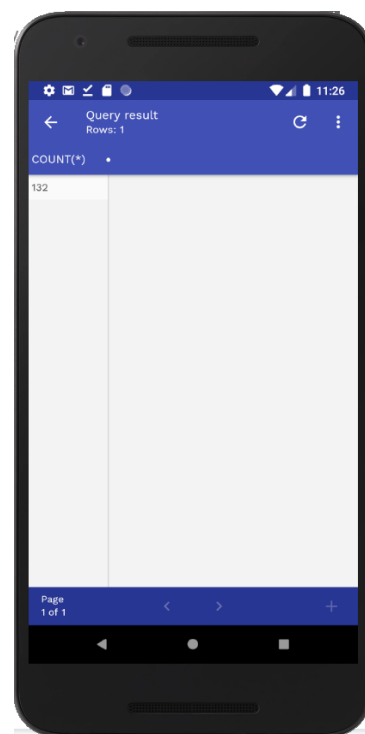 11:26
Query result
Rows: 1
COUNT(*)
132
Page
1 of 1